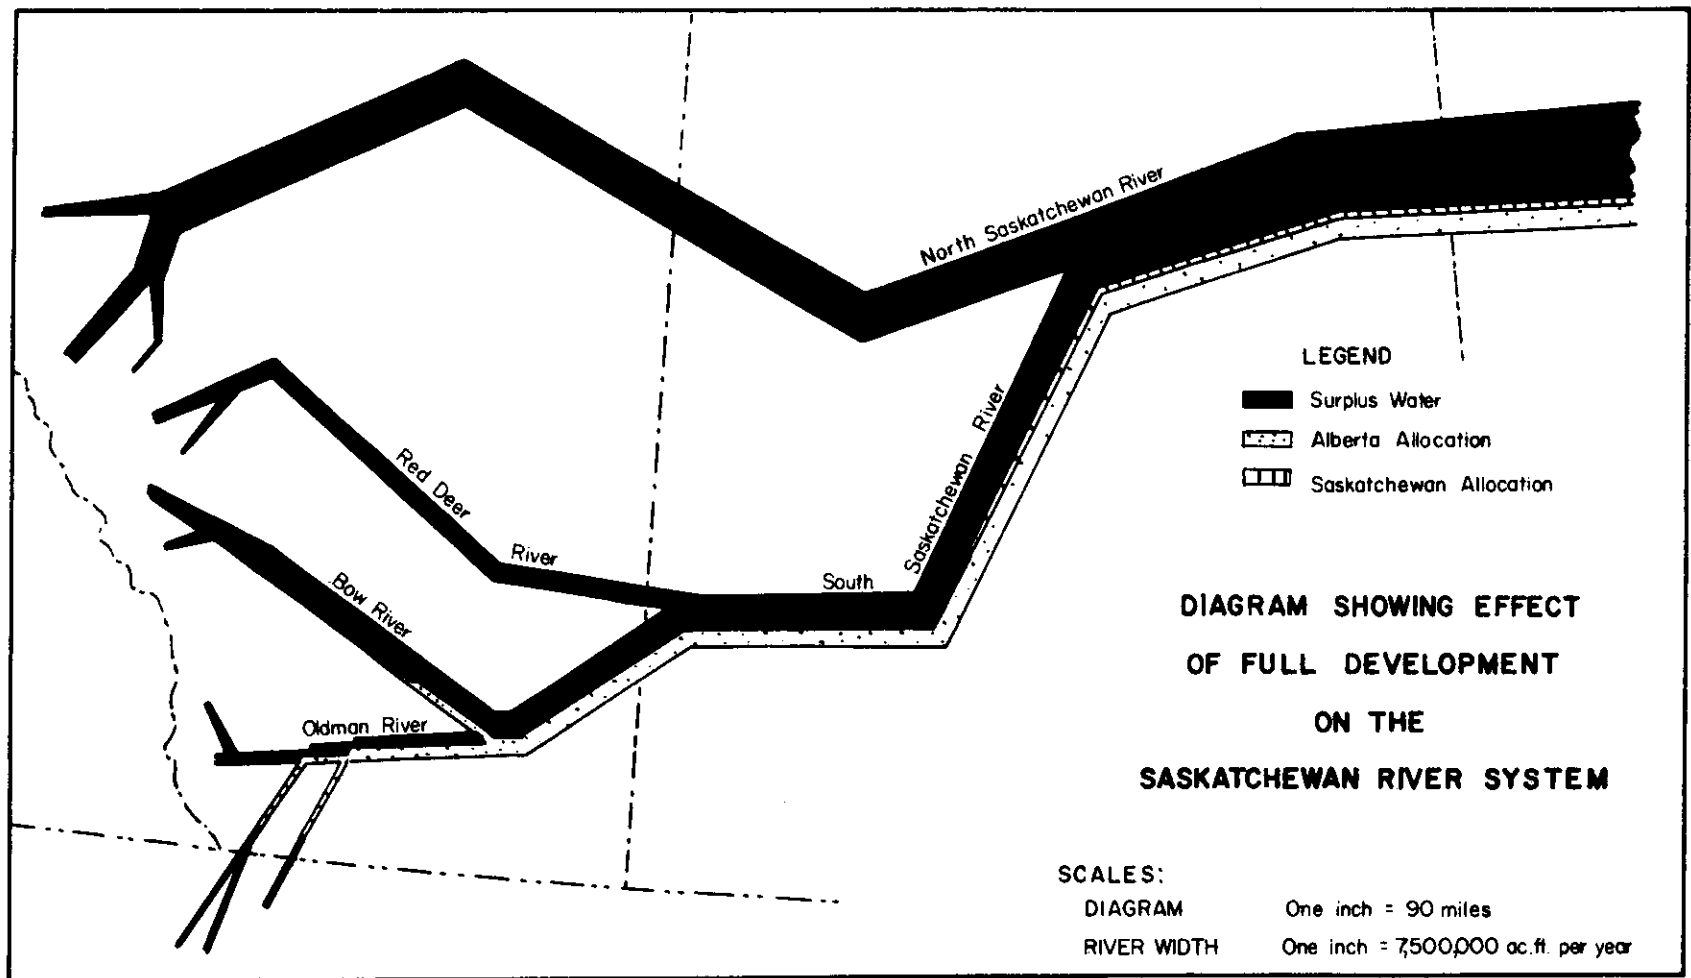 North Saskatchewan River
LEGEND
Surplus Water
Alberta Allocation
Saskatchewan Allocation
Red Deer
River
Bow River
Oldman River
South
Saskatchewan
River
DIAGRAM SHOWING EFFECT
OF FULL DEVELOPMENT
ON THE
SASKATCHEWAN RIVER SYSTEM
SCALES:
DIAGRAM One inch = 90 miles
RIVER WIDTH One inch = 7,500,000 ac.ft. per year